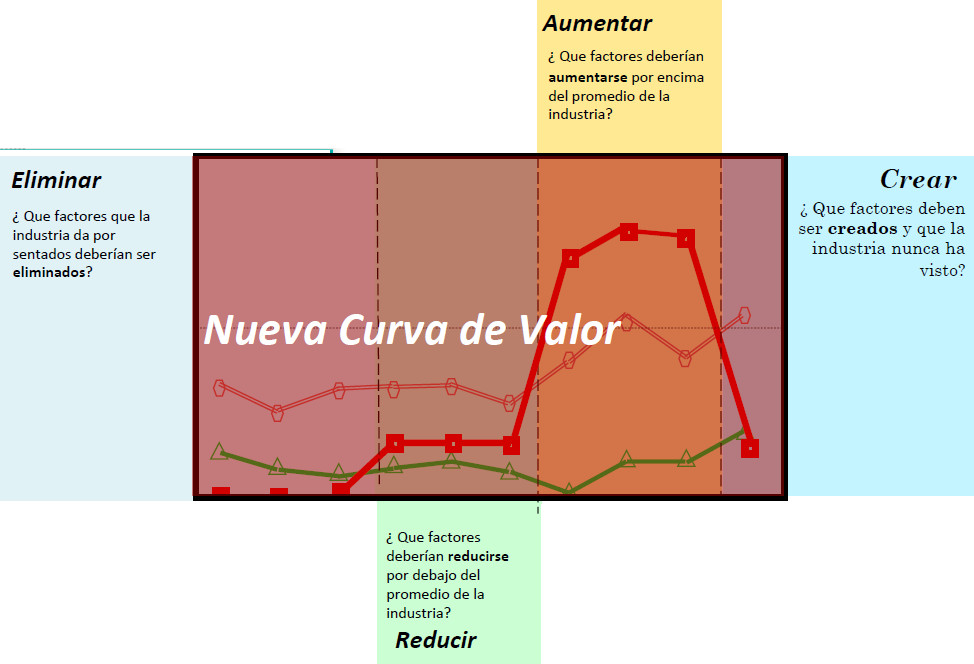 Aumentar
¿ Que factores deberían
aumentarse por encima
del promedio de la
industria?
Eliminar
¿ Que factores que la
industria da por
sentados deberían ser
eliminados?
Crear
¿ Que factores deben
ser creados y que la
industria nunca ha
visto?
Nueva Curva de Valor
¿ Que factores
deberían reducirse
por debajo del
promedio de la
industria?
Reducir